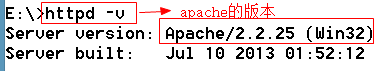 E:\>httpd -v apache的版本
Server version: Apache/2.2.25 (Win32)
Server built: Jul 10 2013 01:52:12